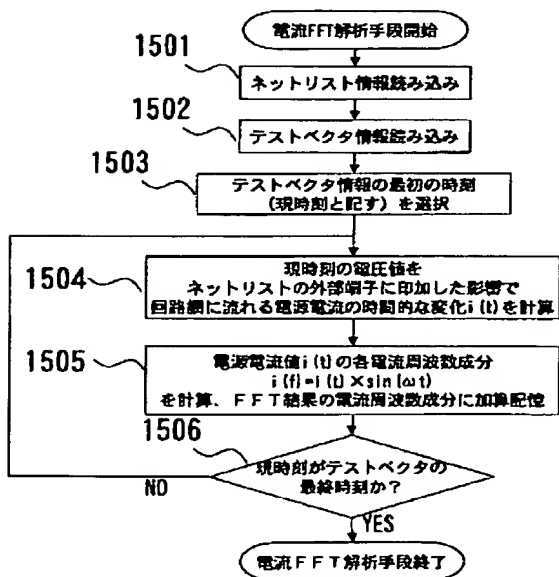 電流FFT解析手段開始
1501
ネットリスト情報読み込み
1502
テストベクタ情報読み込み
1503
テストベクタ情報の最初の時刻
(現時刻と記す)を選択
1504
現時刻の電圧値を
ネットリストの外部端子に印加した影響で
回路網に流れる電源電流の時間的な変化i(t)を計算
1505
電源電流値i(t)の各電流周波数成分
i(f)=i(t)×sin(ωt)
を計算、FFT結果の電流周波数成分に加算記憶
1506
現時刻がテストベクタの
最終時刻か?
NO
YES
電流FFT解析手段終了